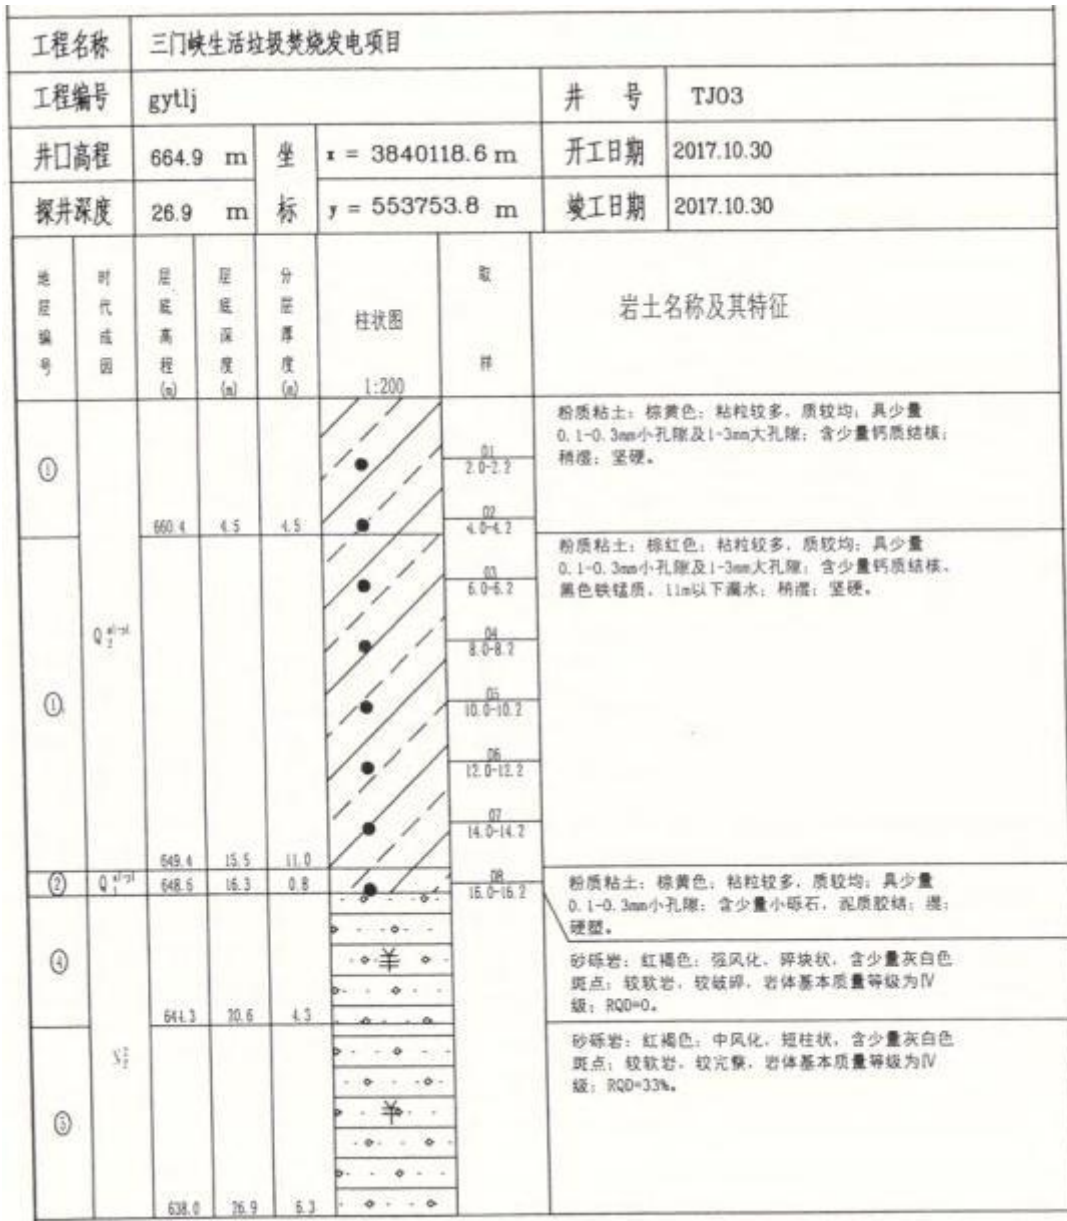 工程名称 三门峡生活垃圾焚烧发电项目
工程编号 gytlj 井 号 TJ03
井口高程 664.9 m 坐 x = 3840118.6 m 开工日期 2017.10.30
探井深度 26.9 m 标 y = 553753.8 m 竣工日期 2017.10.30
地层编号 时代成因 层底高程(m) 层底深度(m) 分层厚度(m) 柱状图 1:200 取样 岩土名称及其特征
粉质粘土：棕黄色：粘粒较多，质较均：具少量
0.1-0.3mm小孔隙及1-3mm大孔隙：含少量钙质结核：
稍湿：坚硬。
01
2.0-2.2
①
02
660.4 4.5 4.5 4.0-4.2
粉质粘土：棕红色：粘粒较多，质较均：具少量
0.1-0.3mm小孔隙及1-3mm大孔隙：含少量钙质结核、
黑色铁锰质，11m以下漏水：稍湿：坚硬。
03
6.0-6.2
04
8.0-8.2
05
10.0-10.2
06
12.0-12.2
07
14.0-14.2
649.4 15.5 11.0
08
② 648.6 16.3 0.8 16.0-16.2
粉质粘土：棕黄色：粘粒较多，质较均：具少量
0.1-0.3mm小孔隙：含少量小砾石，泥质胶结：湿：
硬塑。
④
砂砾岩：红褐色：强风化，碎块状，含少量灰白色
斑点：较软岩，较破碎，岩体基本质量等级为Ⅳ
级：RQD=0。
644.3 20.6 4.3
砂砾岩：红褐色：中风化，短柱状，含少量灰白色
斑点：较软岩，较完整，岩体基本质量等级为Ⅳ
级：RQD=33%。
⑤
638.0 26.9 6.3